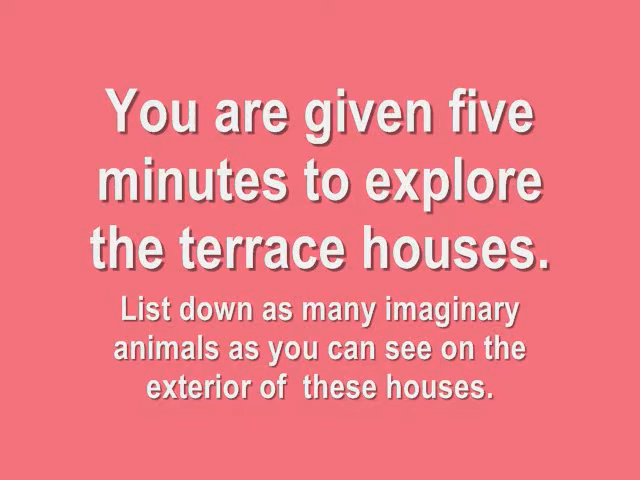 You are given five
minutes to explore
the terrace houses.
List down as many imaginary
animals as you can see on the
exterior of  these houses.